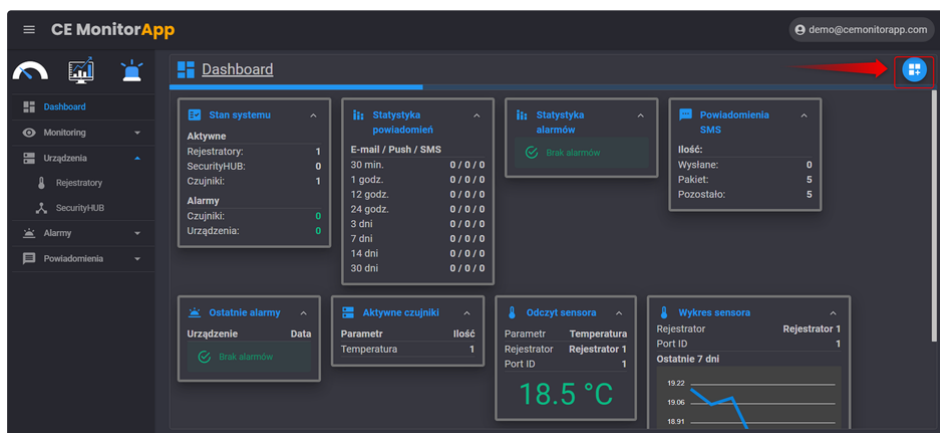 CE MonitorApp
demo@cemonitorapp.com
Dashboard
Dashboard
Monitoring
Urządzenia
Rejestratory
SecurityHUB
Alarmy
Powiadomienia
Stan systemu
Aktywne
Rejestratory: 1
SecurityHUB: 0
Czujniki: 1
Alarmy
Czujniki: 0
Urządzenia: 0
Statystyka
powiadomień
E-mail / Push / SMS
30 min. 0 / 0 / 0
1 godz. 0 / 0 / 0
12 godz. 0 / 0 / 0
24 godz. 0 / 0 / 0
3 dni 0 / 0 / 0
7 dni 0 / 0 / 0
14 dni 0 / 0 / 0
30 dni 0 / 0 / 0
Statystyka
alarmów
Brak alarmów
Powiadomienia
SMS
Ilość:
Wysłane: 0
Pakiet: 5
Pozostało: 5
Ostatnie alarmy
Urządzenie Data
Brak alarmów
Aktywne czujniki
Parametr Ilość
Temperatura 1
Odczyt sensora
Parametr Temperatura
Rejestrator Rejestrator 1
Port ID 1
18.5 °C
Wykres sensora
Rejestrator Rejestrator 1
Port ID 1
Ostatnie 7 dni
19.22
19.06
18.91